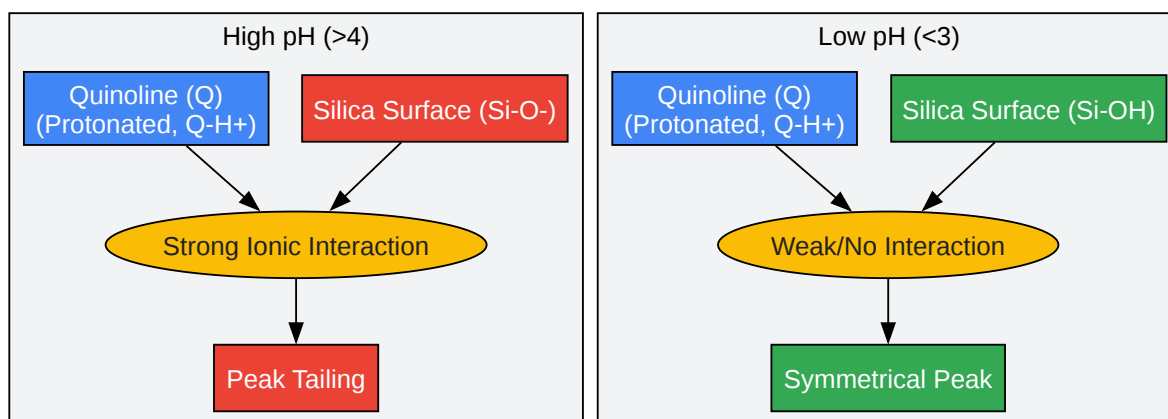 High pH (>4)
Quinoline (Q)
(Protonated, Q-H+)
Silica Surface (Si-O-)
Strong Ionic Interaction
Peak Tailing
Low pH (<3)
Quinoline (Q)
(Protonated, Q-H+)
Silica Surface (Si-OH)
Weak/No Interaction
Symmetrical Peak